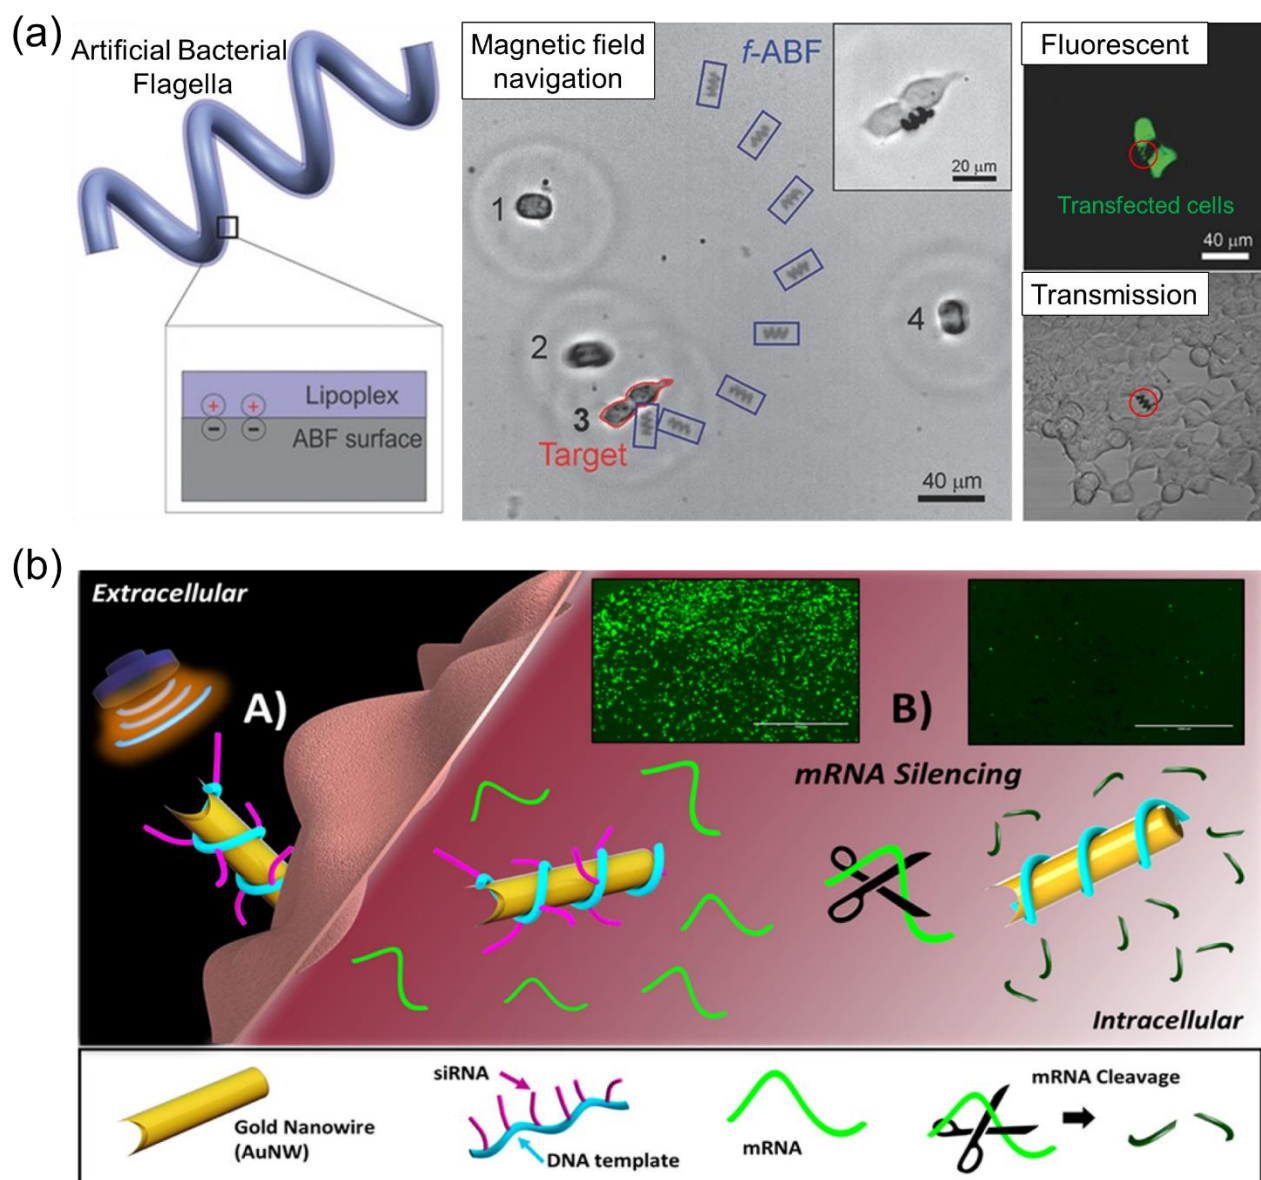 (a)
Artificial Bacterial
Flagella
+ +
Lipoplex
- -
ABF surface
Magnetic field
navigation
f-ABF
20 μm
1
2
3
Target
4
40 μm
Fluorescent
Transfected cells
40 μm
Transmission
(b)
Extracellular
A)
B)
mRNA Silencing
Intracellular
Gold Nanowire
(AuNW)
siRNA
DNA template
mRNA
mRNA Cleavage